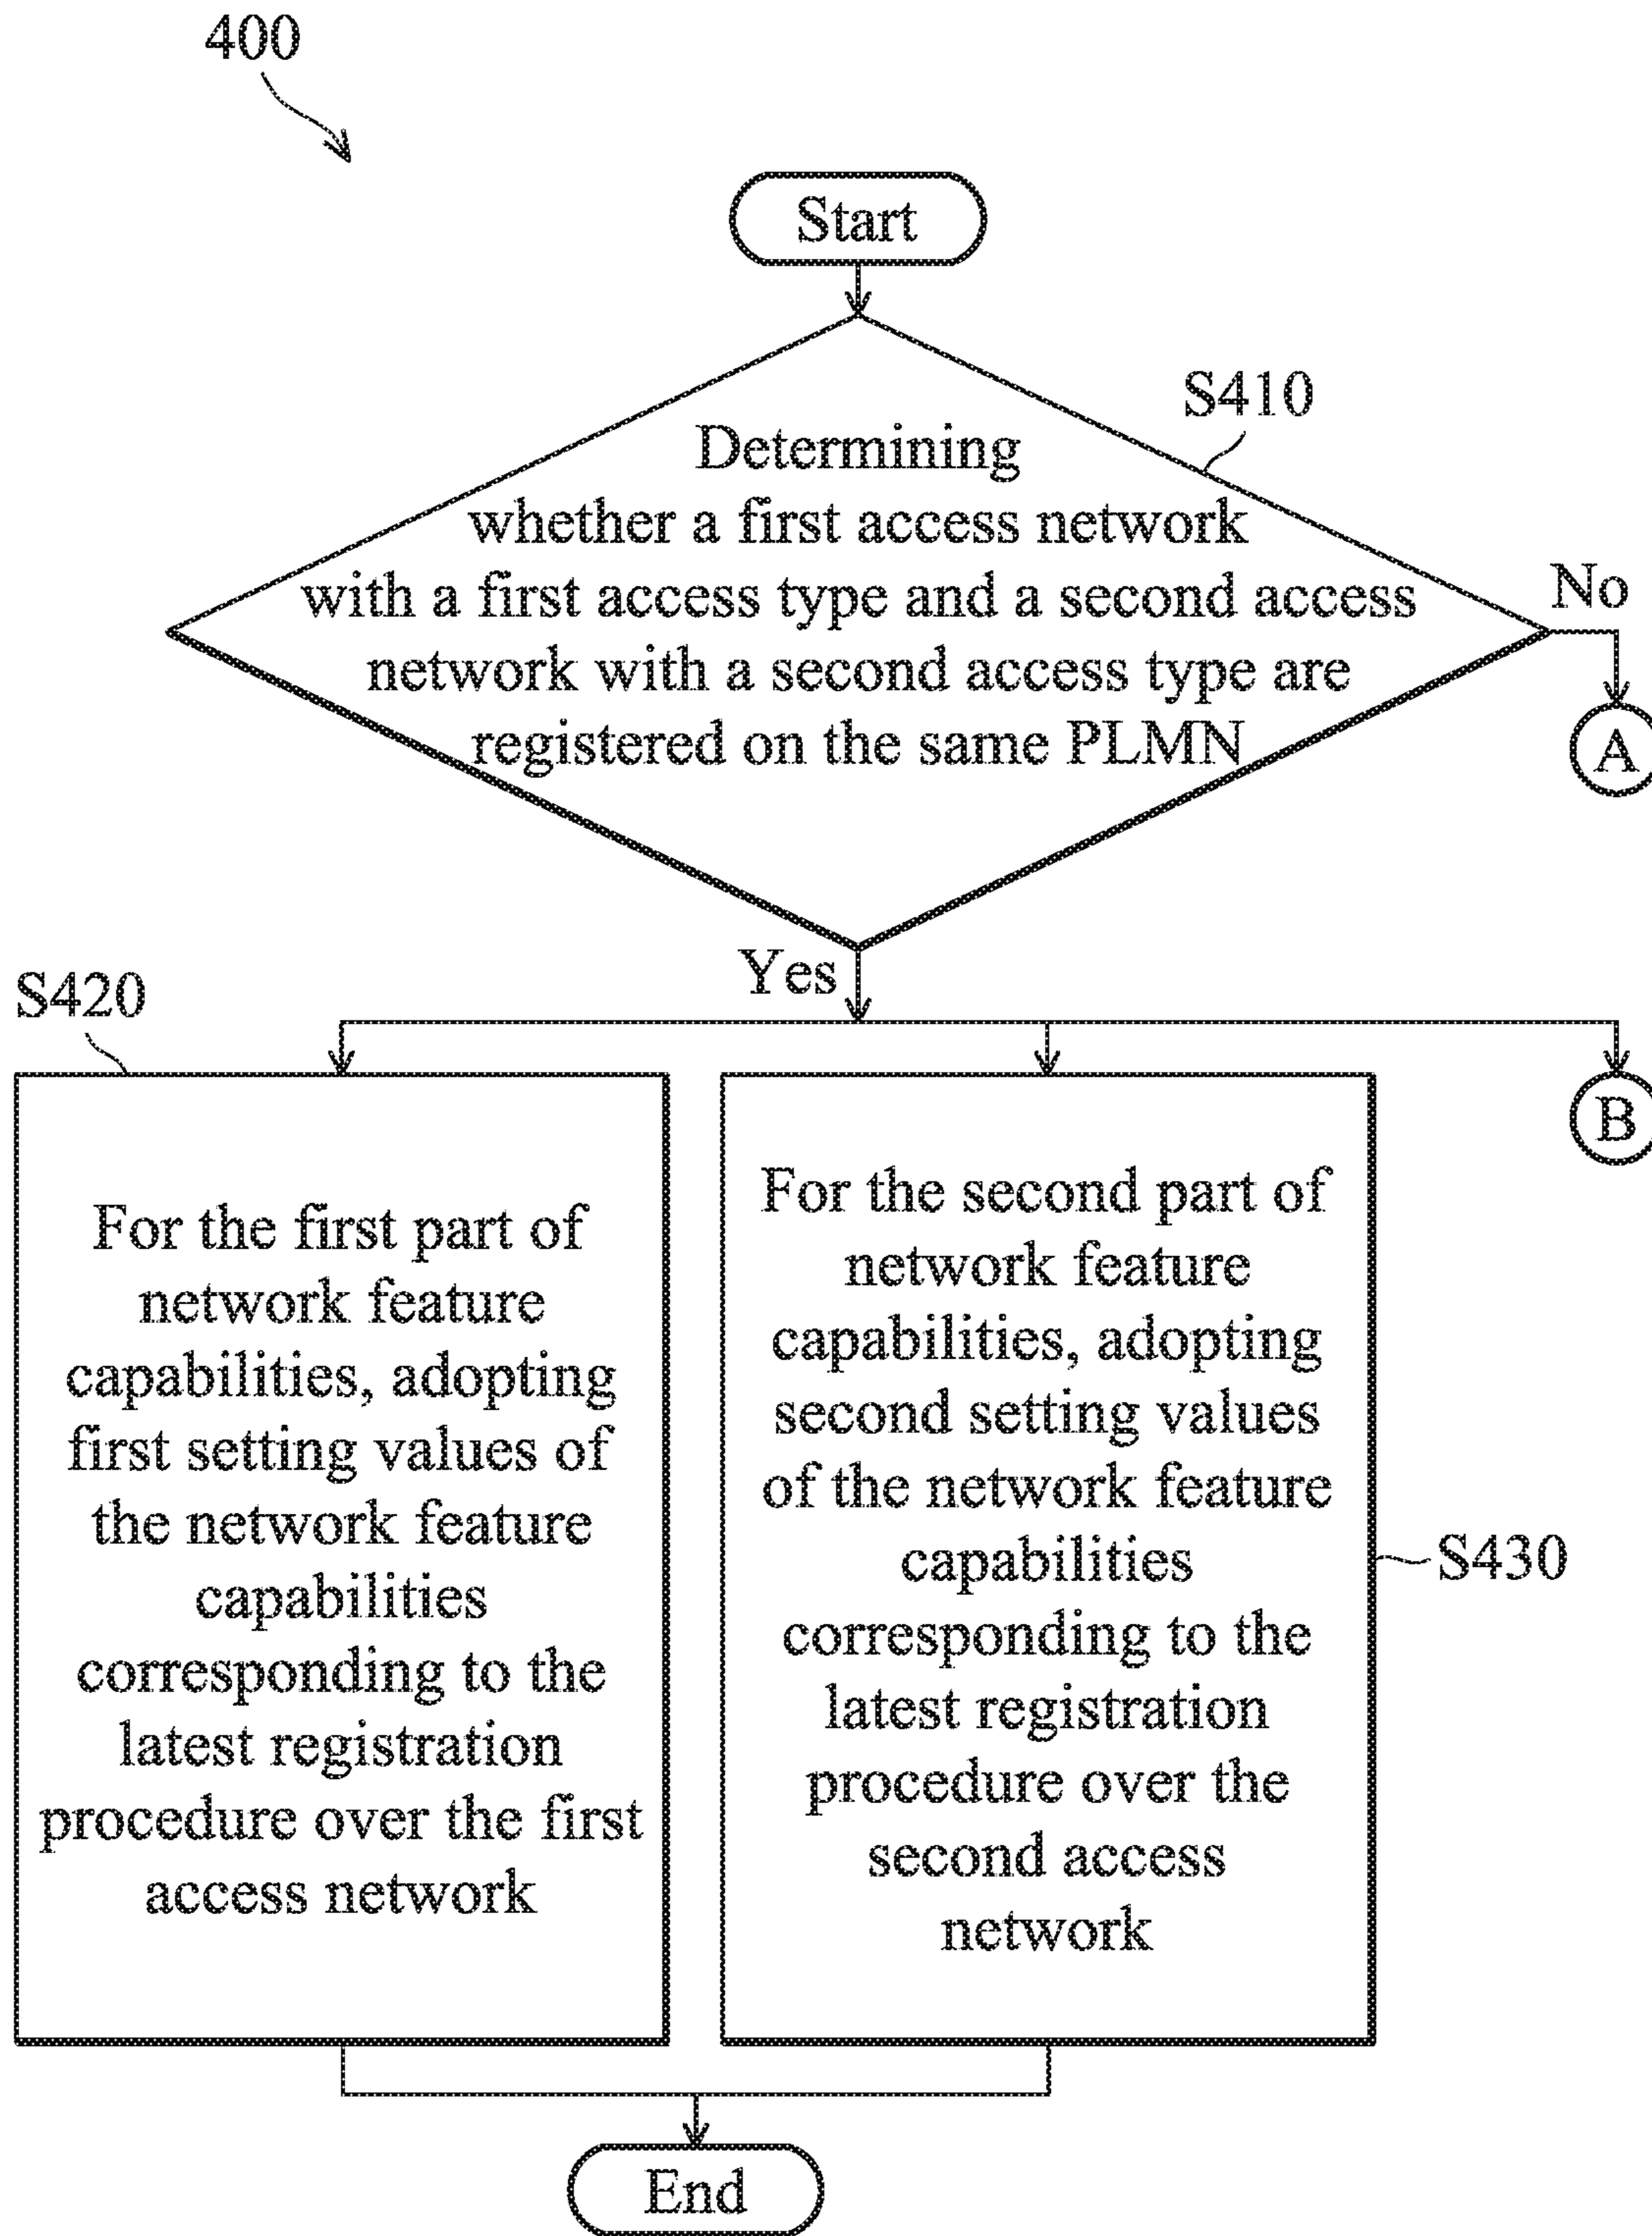 400
Start
S410
Determining
whether a first access network
with a first access type and a second access
network with a second access type are
registered on the same PLMN
No
A
Yes
S420
B
For the first part of
network feature
capabilities, adopting
first setting values of
the network feature
capabilities
corresponding to the
latest registration
procedure over the first
access network
For the second part of
network feature
capabilities, adopting
second setting values
of the network feature
capabilities
corresponding to the
latest registration
procedure over the
second access
network
S430
End